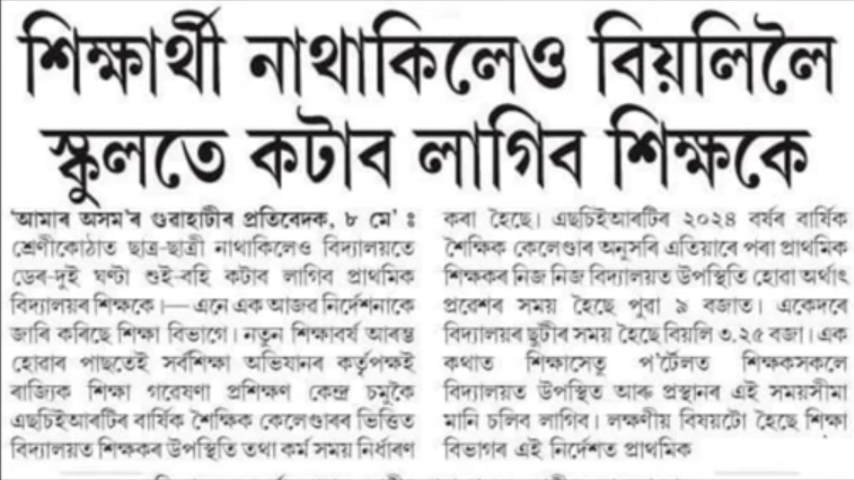 শিক্ষাৰ্থী নাথাকিলেও বিয়লিলৈ
স্কুলতে কটাব লাগিব শিক্ষকে
'আমাৰ অসম'ৰ গুৱাহাটীৰ প্ৰতিবেদক, ৮ মে' ঃ
শ্ৰেণীকোঠাত ছাত্ৰ-ছাত্ৰী নাথাকিলেও বিদ্যালয়তে
ডেৰ-দুই ঘণ্টা শুই-বহি কটাব লাগিব প্ৰাথমিক
বিদ্যালয়ৰ শিক্ষকে।— এনে এক আজব নিৰ্দেশনাকে
জাৰি কৰিছে শিক্ষা বিভাগে। নতুন শিক্ষাবৰ্ষ আৰম্ভ
হোৱাৰ পাছতেই সৰ্বশিক্ষা অভিযানৰ কৰ্তৃপক্ষই
ৰাজ্যিক শিক্ষা গৱেষণা প্ৰশিক্ষণ কেন্দ্ৰ চমুকৈ
এছচিইআৰটিৰ বাৰ্ষিক শৈক্ষিক কেলেণ্ডাৰৰ ভিত্তিত
বিদ্যালয়ত শিক্ষকৰ উপস্থিতি তথা কৰ্ম সময় নিৰ্ধাৰণ
কৰা হৈছে। এছচিইআৰটিৰ ২০২৪ বৰ্ষৰ বাৰ্ষিক
শৈক্ষিক কেলেণ্ডাৰ অনুসৰি এতিয়াৰে পৰা প্ৰাথমিক
শিক্ষকৰ নিজ নিজ বিদ্যালয়ত উপস্থিতি হোৱা অৰ্থাৎ
প্ৰৱেশৰ সময় হৈছে পুৱা ৯ বজাত। একেদৰে
বিদ্যালয়ৰ ছুটীৰ সময় হৈছে বিয়লি ৩.২৫ বজা। এক
কথাত শিক্ষাসেতু প'ৰ্টেলত শিক্ষকসকলে
বিদ্যালয়ত উপস্থিত আৰু প্ৰস্থানৰ এই সময়সীমা
মানি চলিব লাগিব। লক্ষণীয় বিষয়টো হৈছে শিক্ষা
বিভাগৰ এই নিৰ্দেশত প্ৰাথমিক